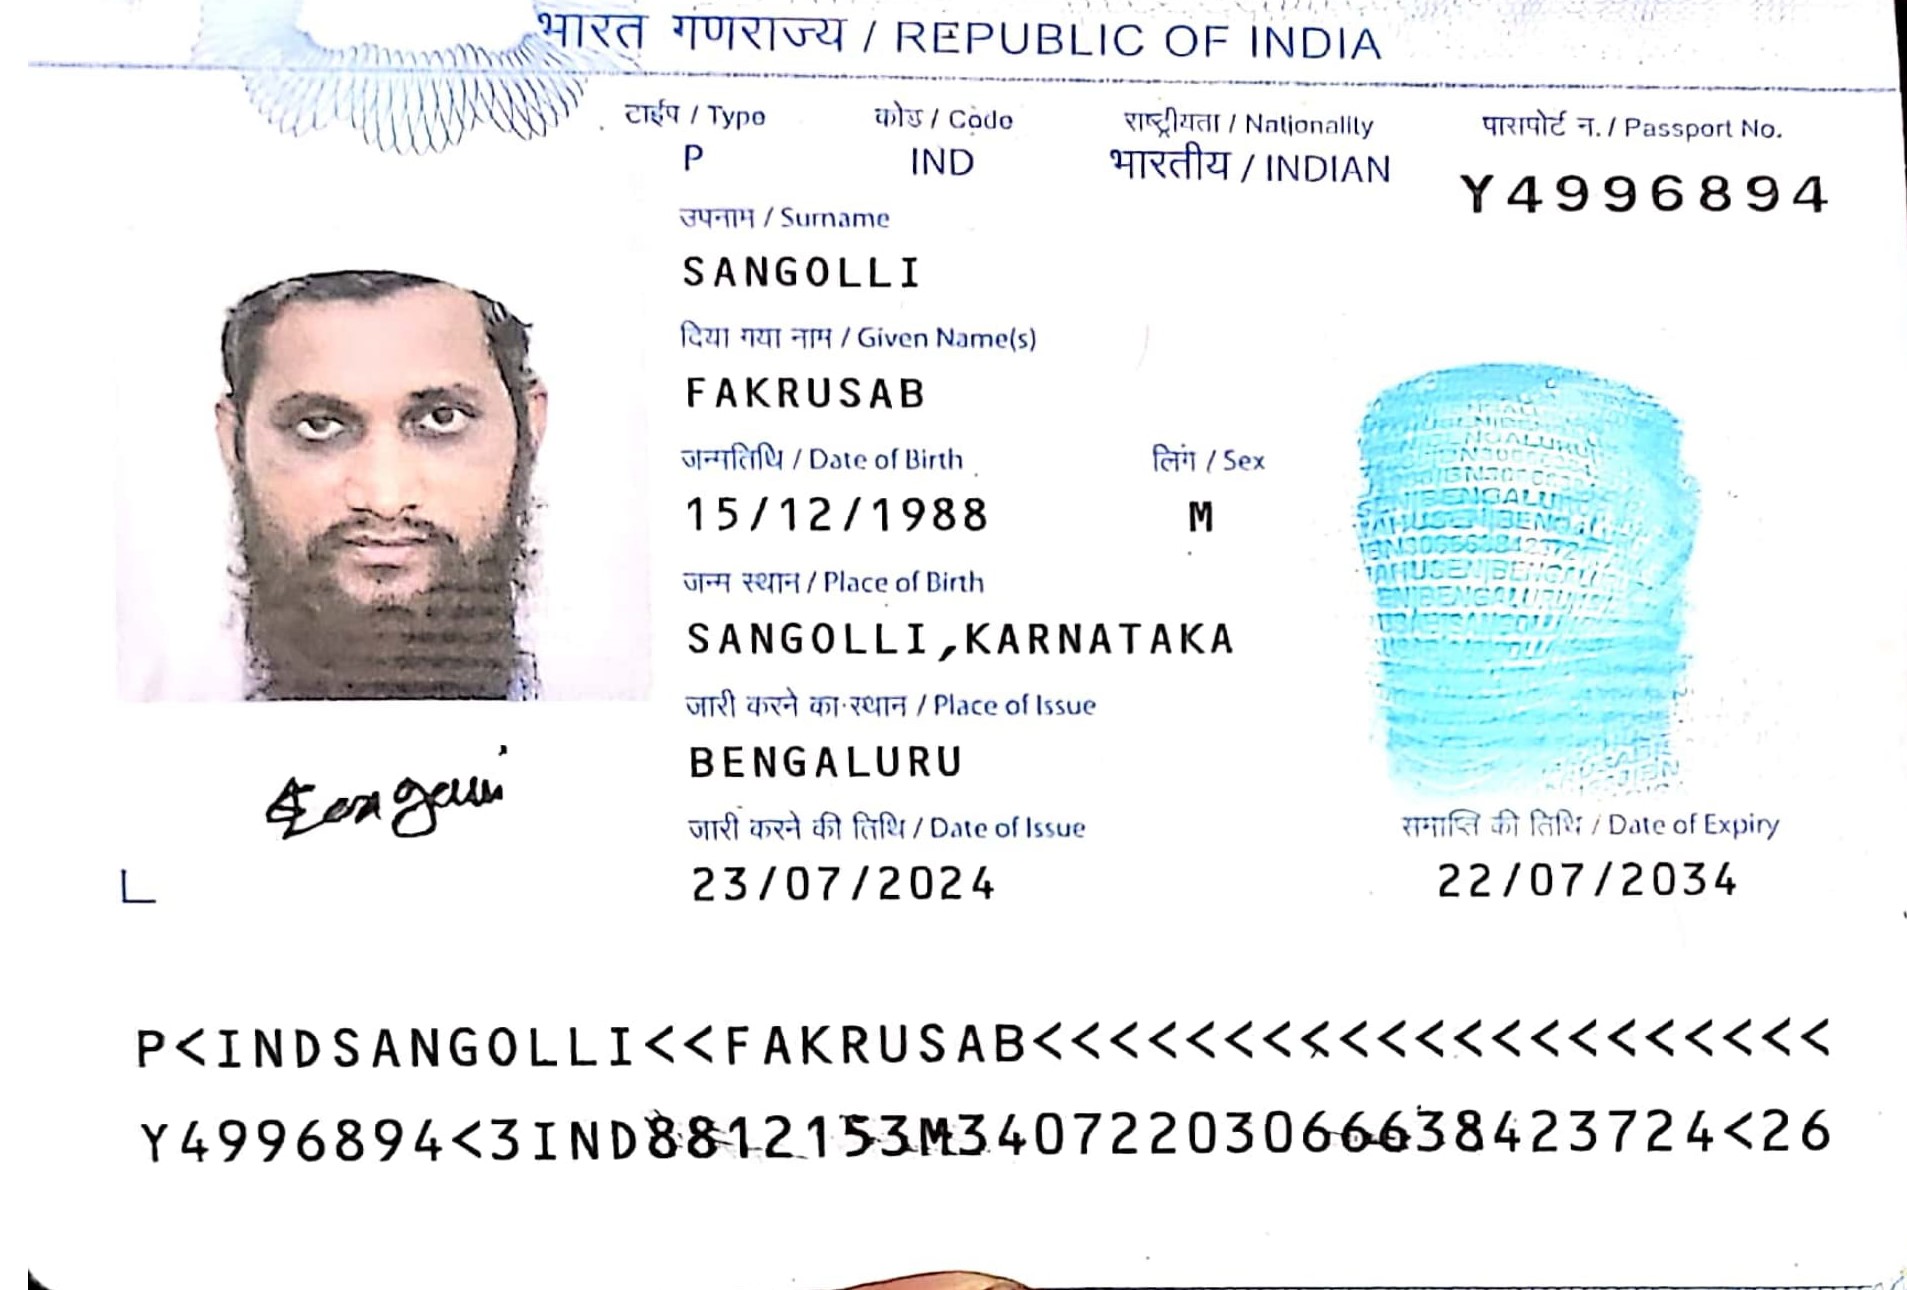 भारत गणराज्य / REPUBLIC OF INDIA
टाईप / Type कोड / Code राष्ट्रीयता / Nationality पासपोर्ट न. / Passport No.
P IND भारतीय / INDIAN Y4996894
उपनाम / Surname
SANGOLLI
दिया गया नाम / Given Name(s)
FAKRUSAB
जन्मतिथि / Date of Birth लिंग / Sex
15/12/1988 M
जन्म स्थान / Place of Birth
SANGOLLI,KARNATAKA
जारी करने का स्थान / Place of Issue
BENGALURU
जारी करने की तिथि / Date of Issue समाप्ति की तिथि / Date of Expiry
23/07/2024 22/07/2034
P<INDSANGOLLI<<FAKRUSAB<<<<<<<<<<<<<<<<<<<<<
Y4996894<3IND8812153M3407220306638423724<26